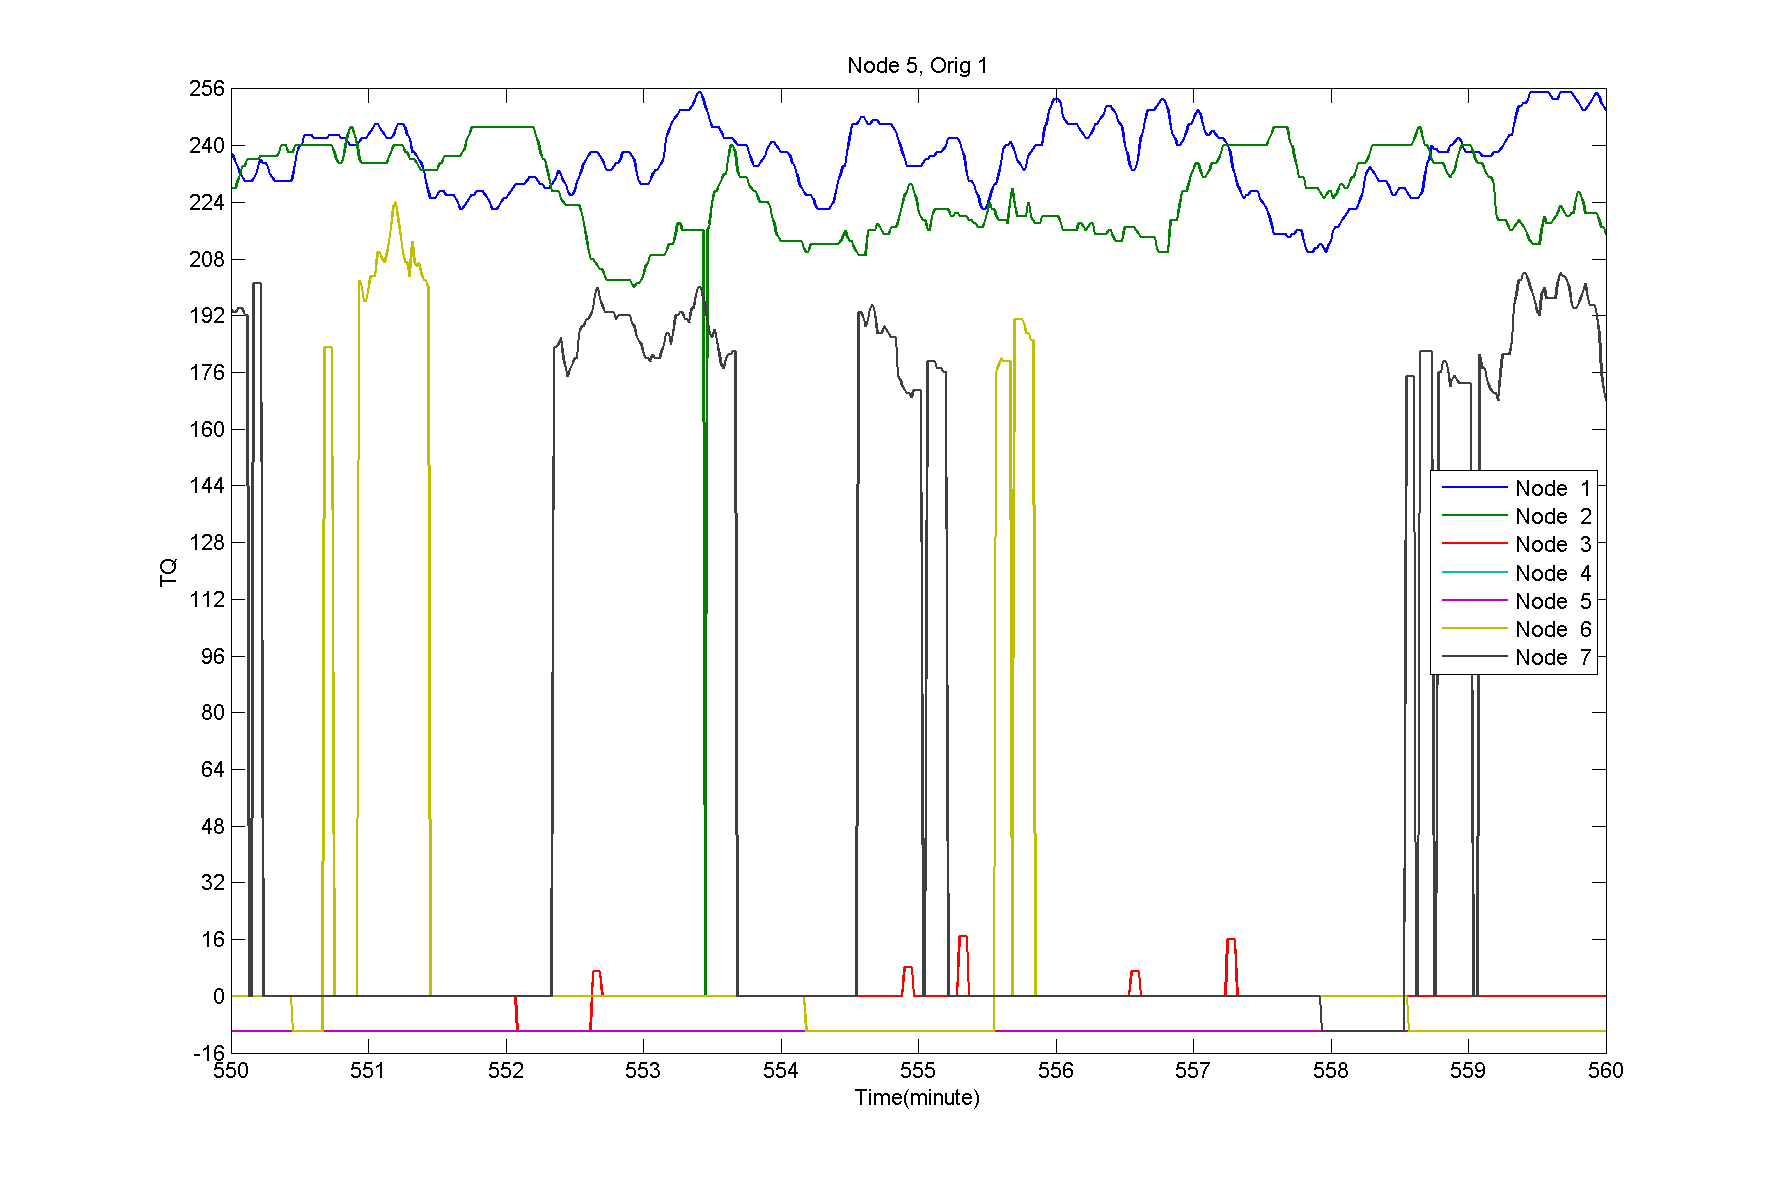 Node 5, Orig 1
256
240
224
208
192
176
160
144
128
112
96
80
64
48
32
16
0
-16
TQ
Node 1
Node 2
Node 3
Node 4
Node 5
Node 6
Node 7
550 551 552 553 554 555 556 557 558 559 560
Time(minute)